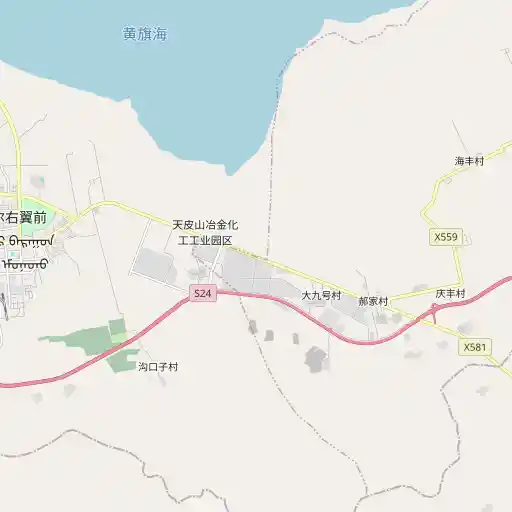 黄旗海
海丰村
尔右翼前
天皮山冶金化
工工业园区
X559
S24
大九号村
郝家村
庆丰村
X581
沟口子村